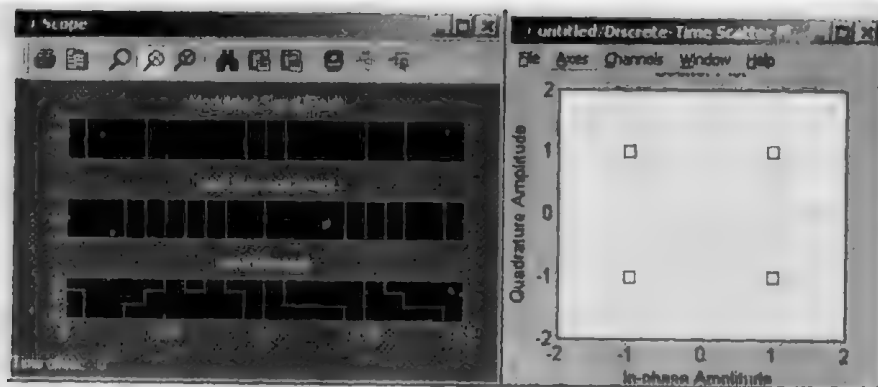 Scope
untitled/Discrete-Time Scatter
File Axes Channels Window Help
2
1
0
-1
-2
Quadrature Amplitude
-2 -1 0 1 2
In-phase Amplitude